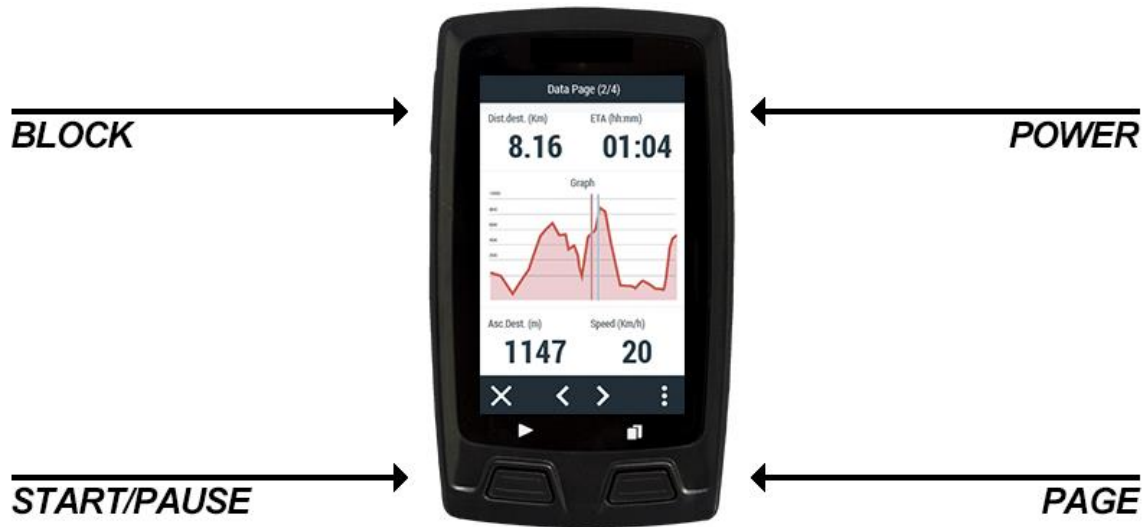 Data Page (2/4)
Dist.dest. (Km) ETA (hh:mm)
8.16 01:04
BLOCK
POWER
Graph
Asc.Dest. (m) Speed (Km/h)
1147 20
START/PAUSE
PAGE